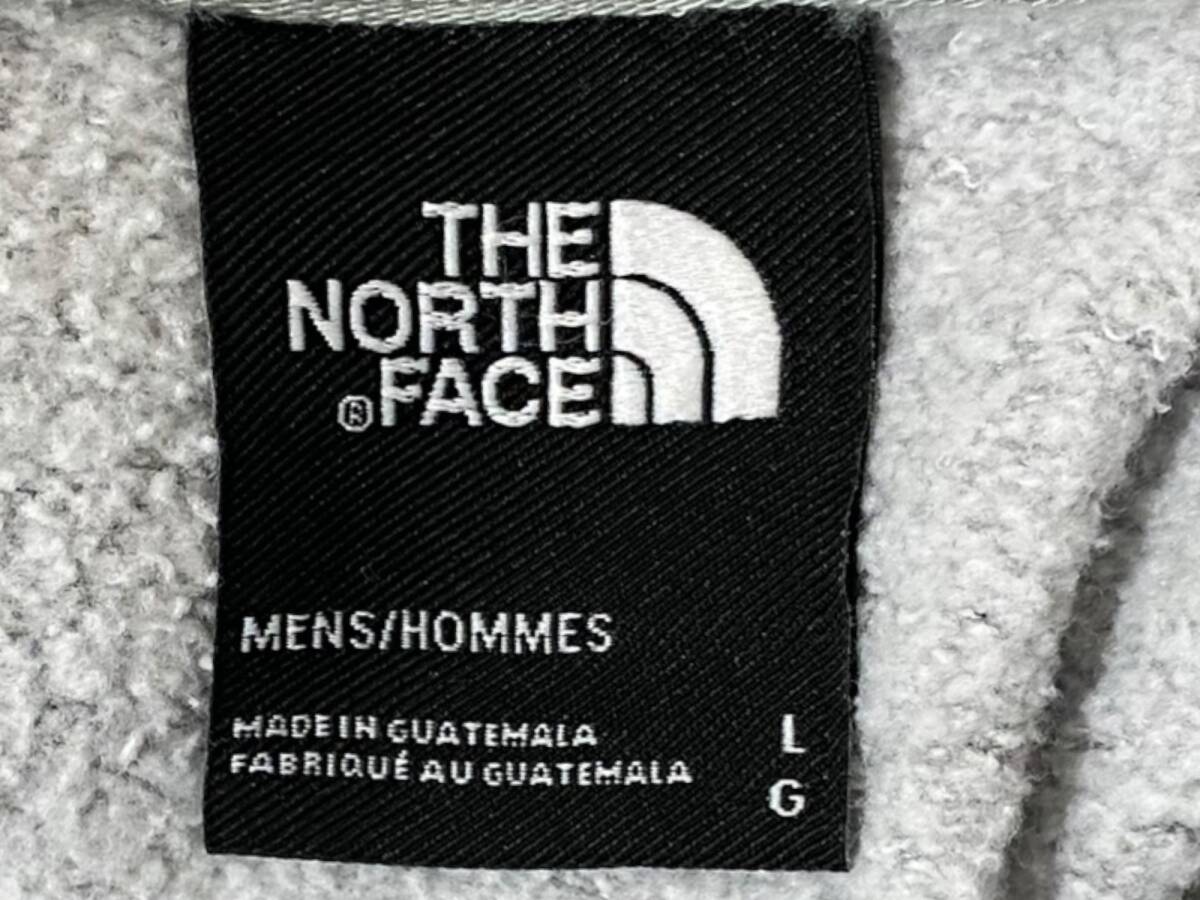 THE
NORTH
®FACE
MENS/HOMMES
MADE IN GUATEMALA
FABRIQUÉ AU GUATEMALA
L
G